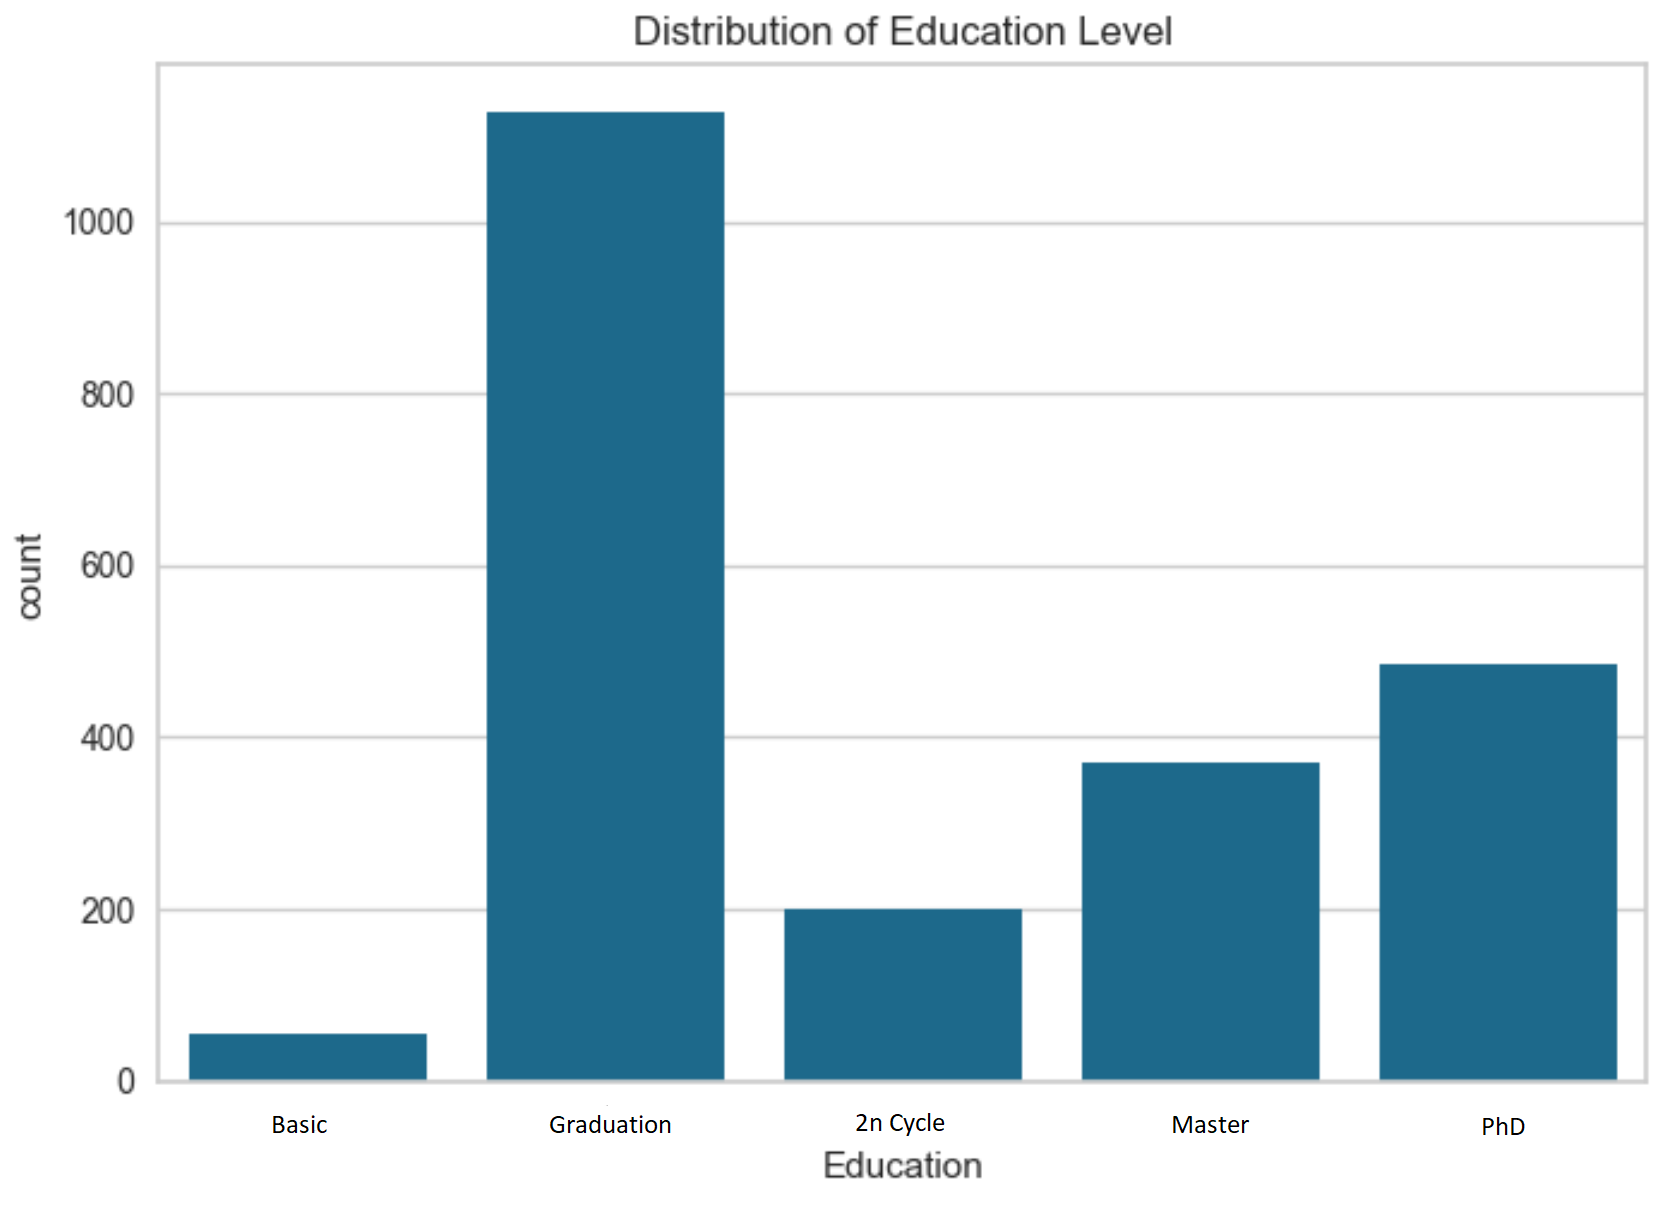 Distribution of Education Level
1000
800
600
400
200
0
count
Basic
Graduation
2n Cycle
Master
PhD
Education